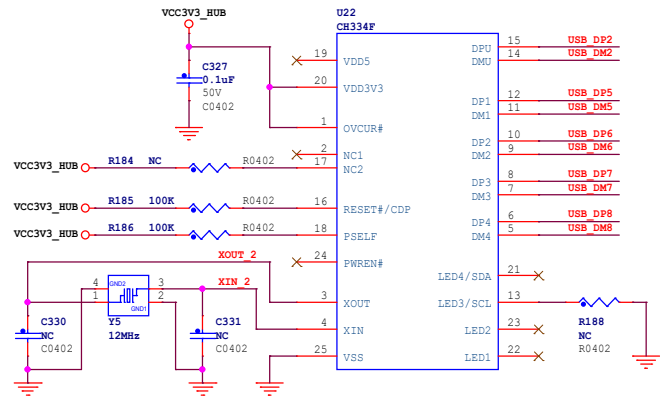 VCC3V3_HUB
U22
CH334F
C327
0.1uF
50V
C0402
19 VDD5
20 VDD3V3
1 OVCUR#
2 NC1
17 NC2
16 RESET#/CDP
18 PSELF
24 PWREN#
3 XOUT
4 XIN
25 VSS
DPU 15 USB_DP2
DMU 14 USB_DM2
DP1 12 USB_DP5
DM1 11 USB_DM5
DP2 10 USB_DP6
DM2 9 USB_DM6
DP3 8 USB_DP7
DM3 7 USB_DM7
DP4 6 USB_DP8
DM4 5 USB_DM8
LED4/SDA 21
LED3/SCL 13
LED2 23
LED1 22
VCC3V3_HUB R184 NC R0402
VCC3V3_HUB R185 100K R0402
VCC3V3_HUB R186 100K R0402
XOUT_2
XIN_2
4 GND2 3
1 GND1 2
Y5
12MHz
C330
NC
C0402
C331
NC
C0402
R188
NC
R0402